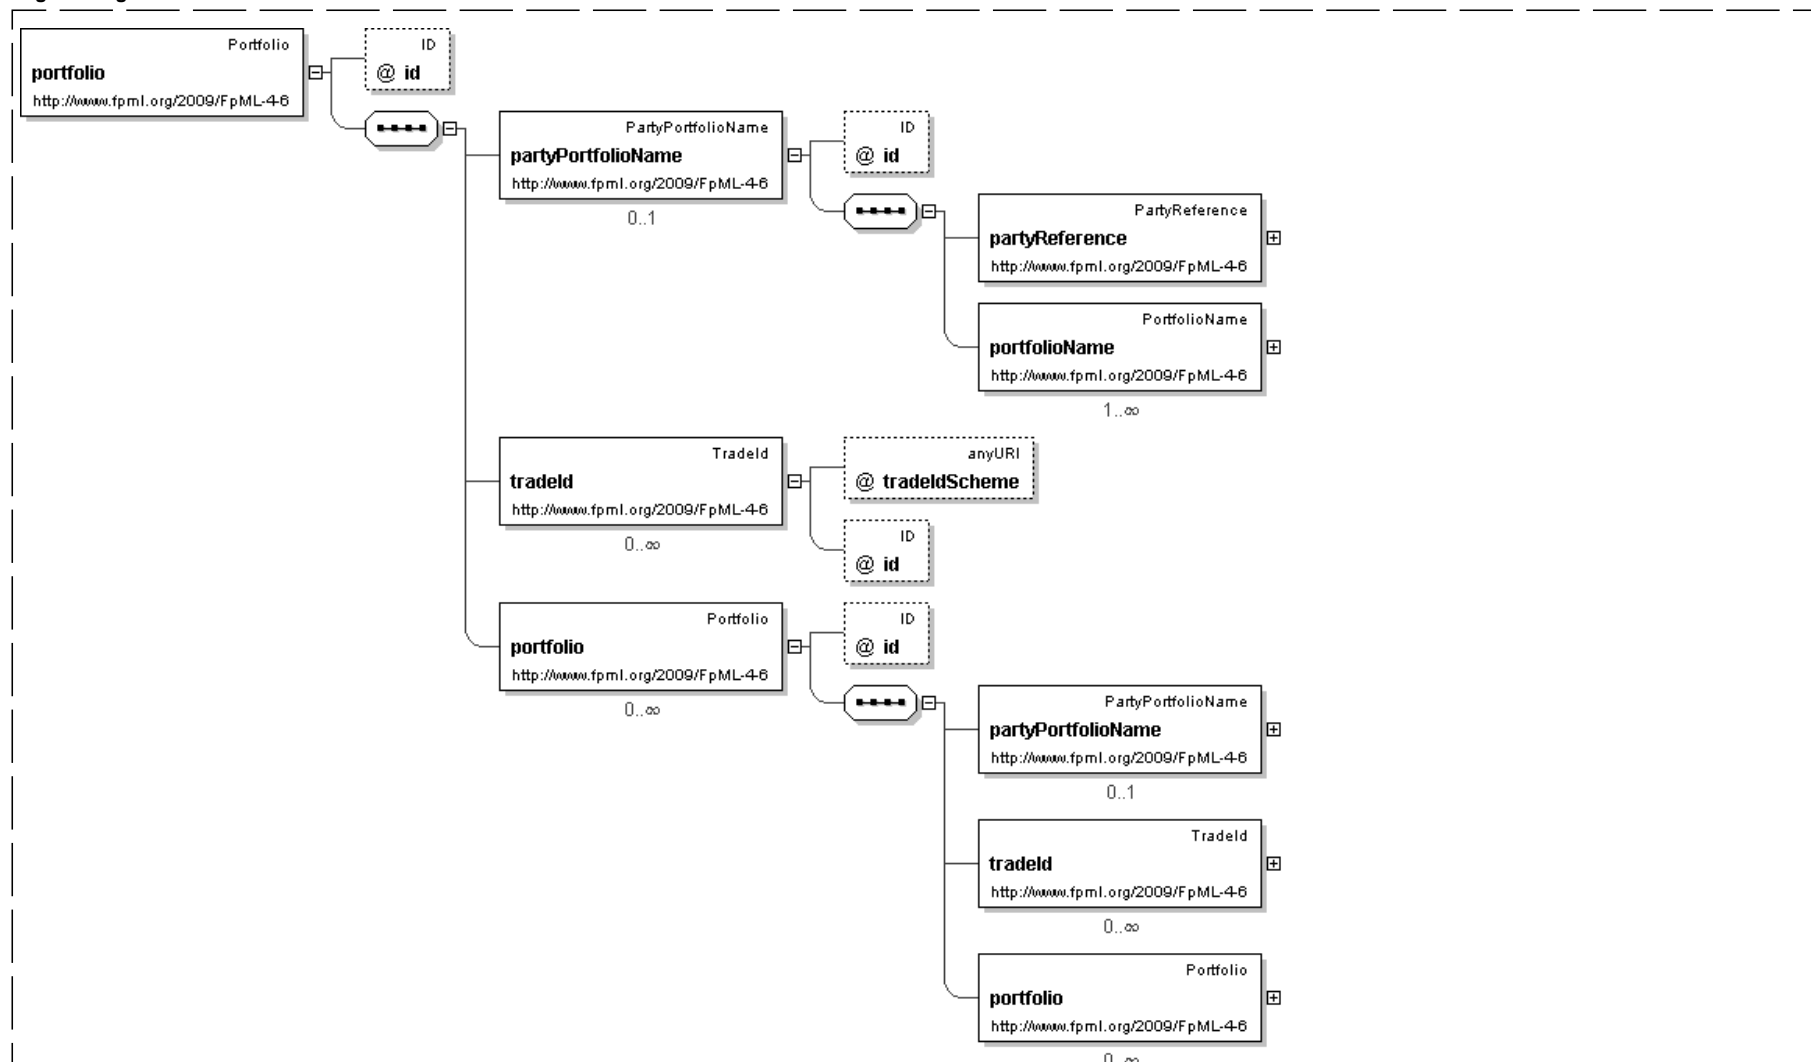 Portfolio
portfolio
http://www.fpml.org/2009/FpML-4-6
ID
@ id
PartyPortfolioName
partyPortfolioName
http://www.fpml.org/2009/FpML-4-6
0..1
ID
@ id
PartyReference
partyReference
http://www.fpml.org/2009/FpML-4-6
PortfolioName
portfolioName
http://www.fpml.org/2009/FpML-4-6
1..∞
TradeId
tradeId
http://www.fpml.org/2009/FpML-4-6
0..∞
anyURI
@ tradeIdScheme
ID
@ id
Portfolio
portfolio
http://www.fpml.org/2009/FpML-4-6
0..∞
ID
@ id
PartyPortfolioName
partyPortfolioName
http://www.fpml.org/2009/FpML-4-6
0..1
TradeId
tradeId
http://www.fpml.org/2009/FpML-4-6
0..∞
Portfolio
portfolio
http://www.fpml.org/2009/FpML-4-6
0..∞